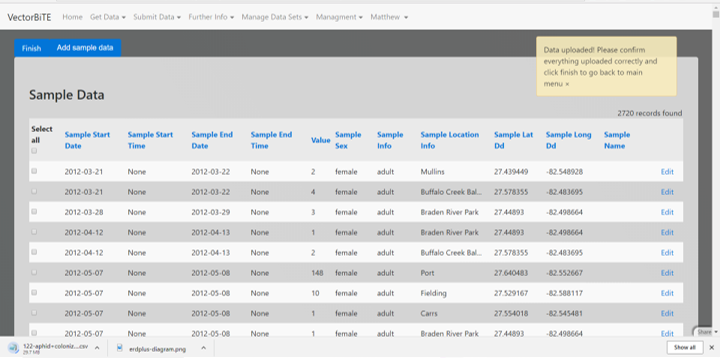 VectorBiTE Home Get Data Submit Data Further Info Manage Data Sets Managment Matthew
Finish Add sample data
Data uploaded! Please confirm
everything uploaded correctly and
click finish to go back to main
menu ×
Sample Data
2720 records found
Select all Sample Start Date Sample Start Time Sample End Date Sample End Time Value Sample Sex Sample Info Sample Location Info Sample Lat Dd Sample Long Dd Sample Name
2012-03-21 None 2012-03-22 None 2 female adult Mullins 27.439449 -82.548928 Edit
2012-03-21 None 2012-03-22 None 4 female adult Buffalo Creek Bal... 27.578355 -82.483695 Edit
2012-03-28 None 2012-03-29 None 3 female adult Braden River Park 27.44893 -82.498664 Edit
2012-04-12 None 2012-04-13 None 1 female adult Braden River Park 27.44893 -82.498664 Edit
2012-04-12 None 2012-04-13 None 2 female adult Buffalo Creek Bal... 27.578355 -82.483695 Edit
2012-05-07 None 2012-05-08 None 148 female adult Port 27.640483 -82.552667 Edit
2012-05-07 None 2012-05-08 None 10 female adult Fielding 27.529167 -82.588117 Edit
2012-05-07 None 2012-05-08 None 1 female adult Carrs 27.554018 -82.545481 Edit
2012-05-07 None 2012-05-08 None 1 female adult Braden River Park 27.44893 -82.498664 Edit
Share
122-aphid+coloniz....csv erdplus-diagram.png Show all ×
29.7 MB